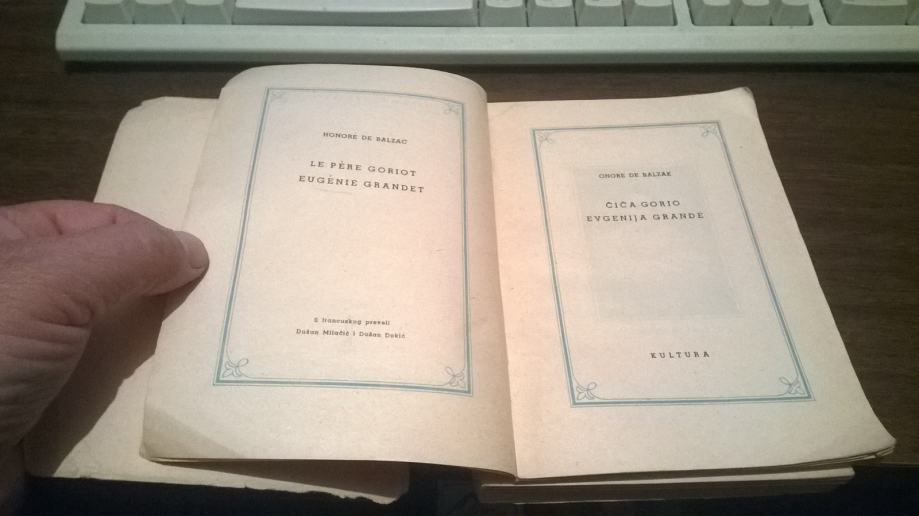 HONORE DE BALZAC
LE PÈRE GORIOT
EUGÉNIE GRANDET
S francuskog preveli
Dušan Milačić i Dušan Đokić
ONORE DE BALZAK
ČIČA GORIO
EVGENIJA GRANDE
KULTURA